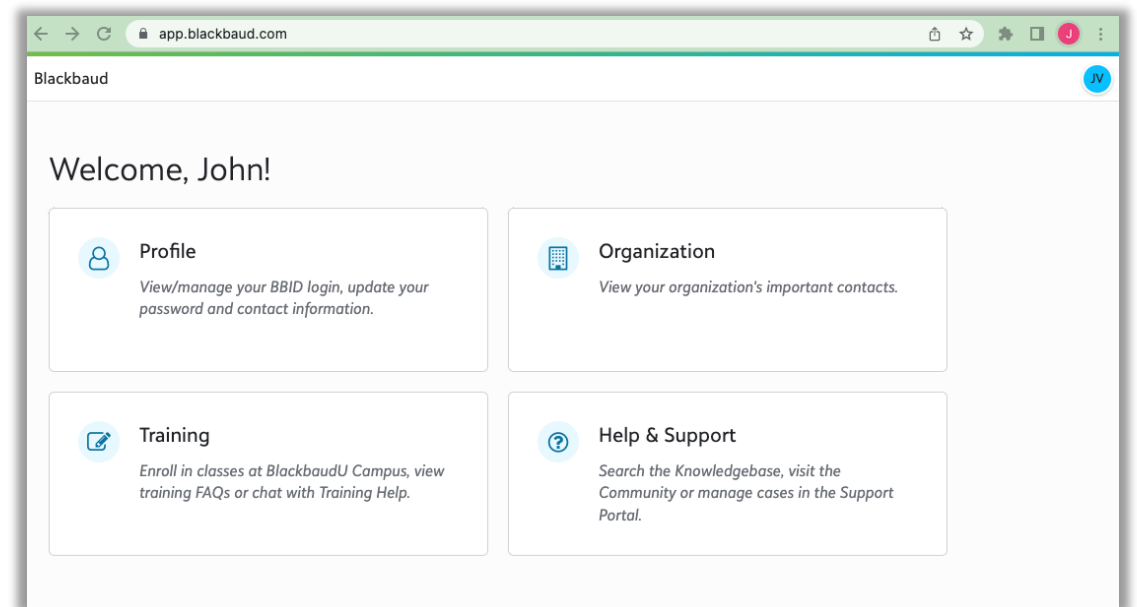 app.blackbaud.com
J
Blackbaud
JV
Welcome, John!
Profile
View/manage your BBID login, update your
password and contact information.
Organization
View your organization's important contacts.
Training
Enroll in classes at BlackbaudU Campus, view
training FAQs or chat with Training Help.
Help & Support
Search the Knowledgebase, visit the
Community or manage cases in the Support
Portal.